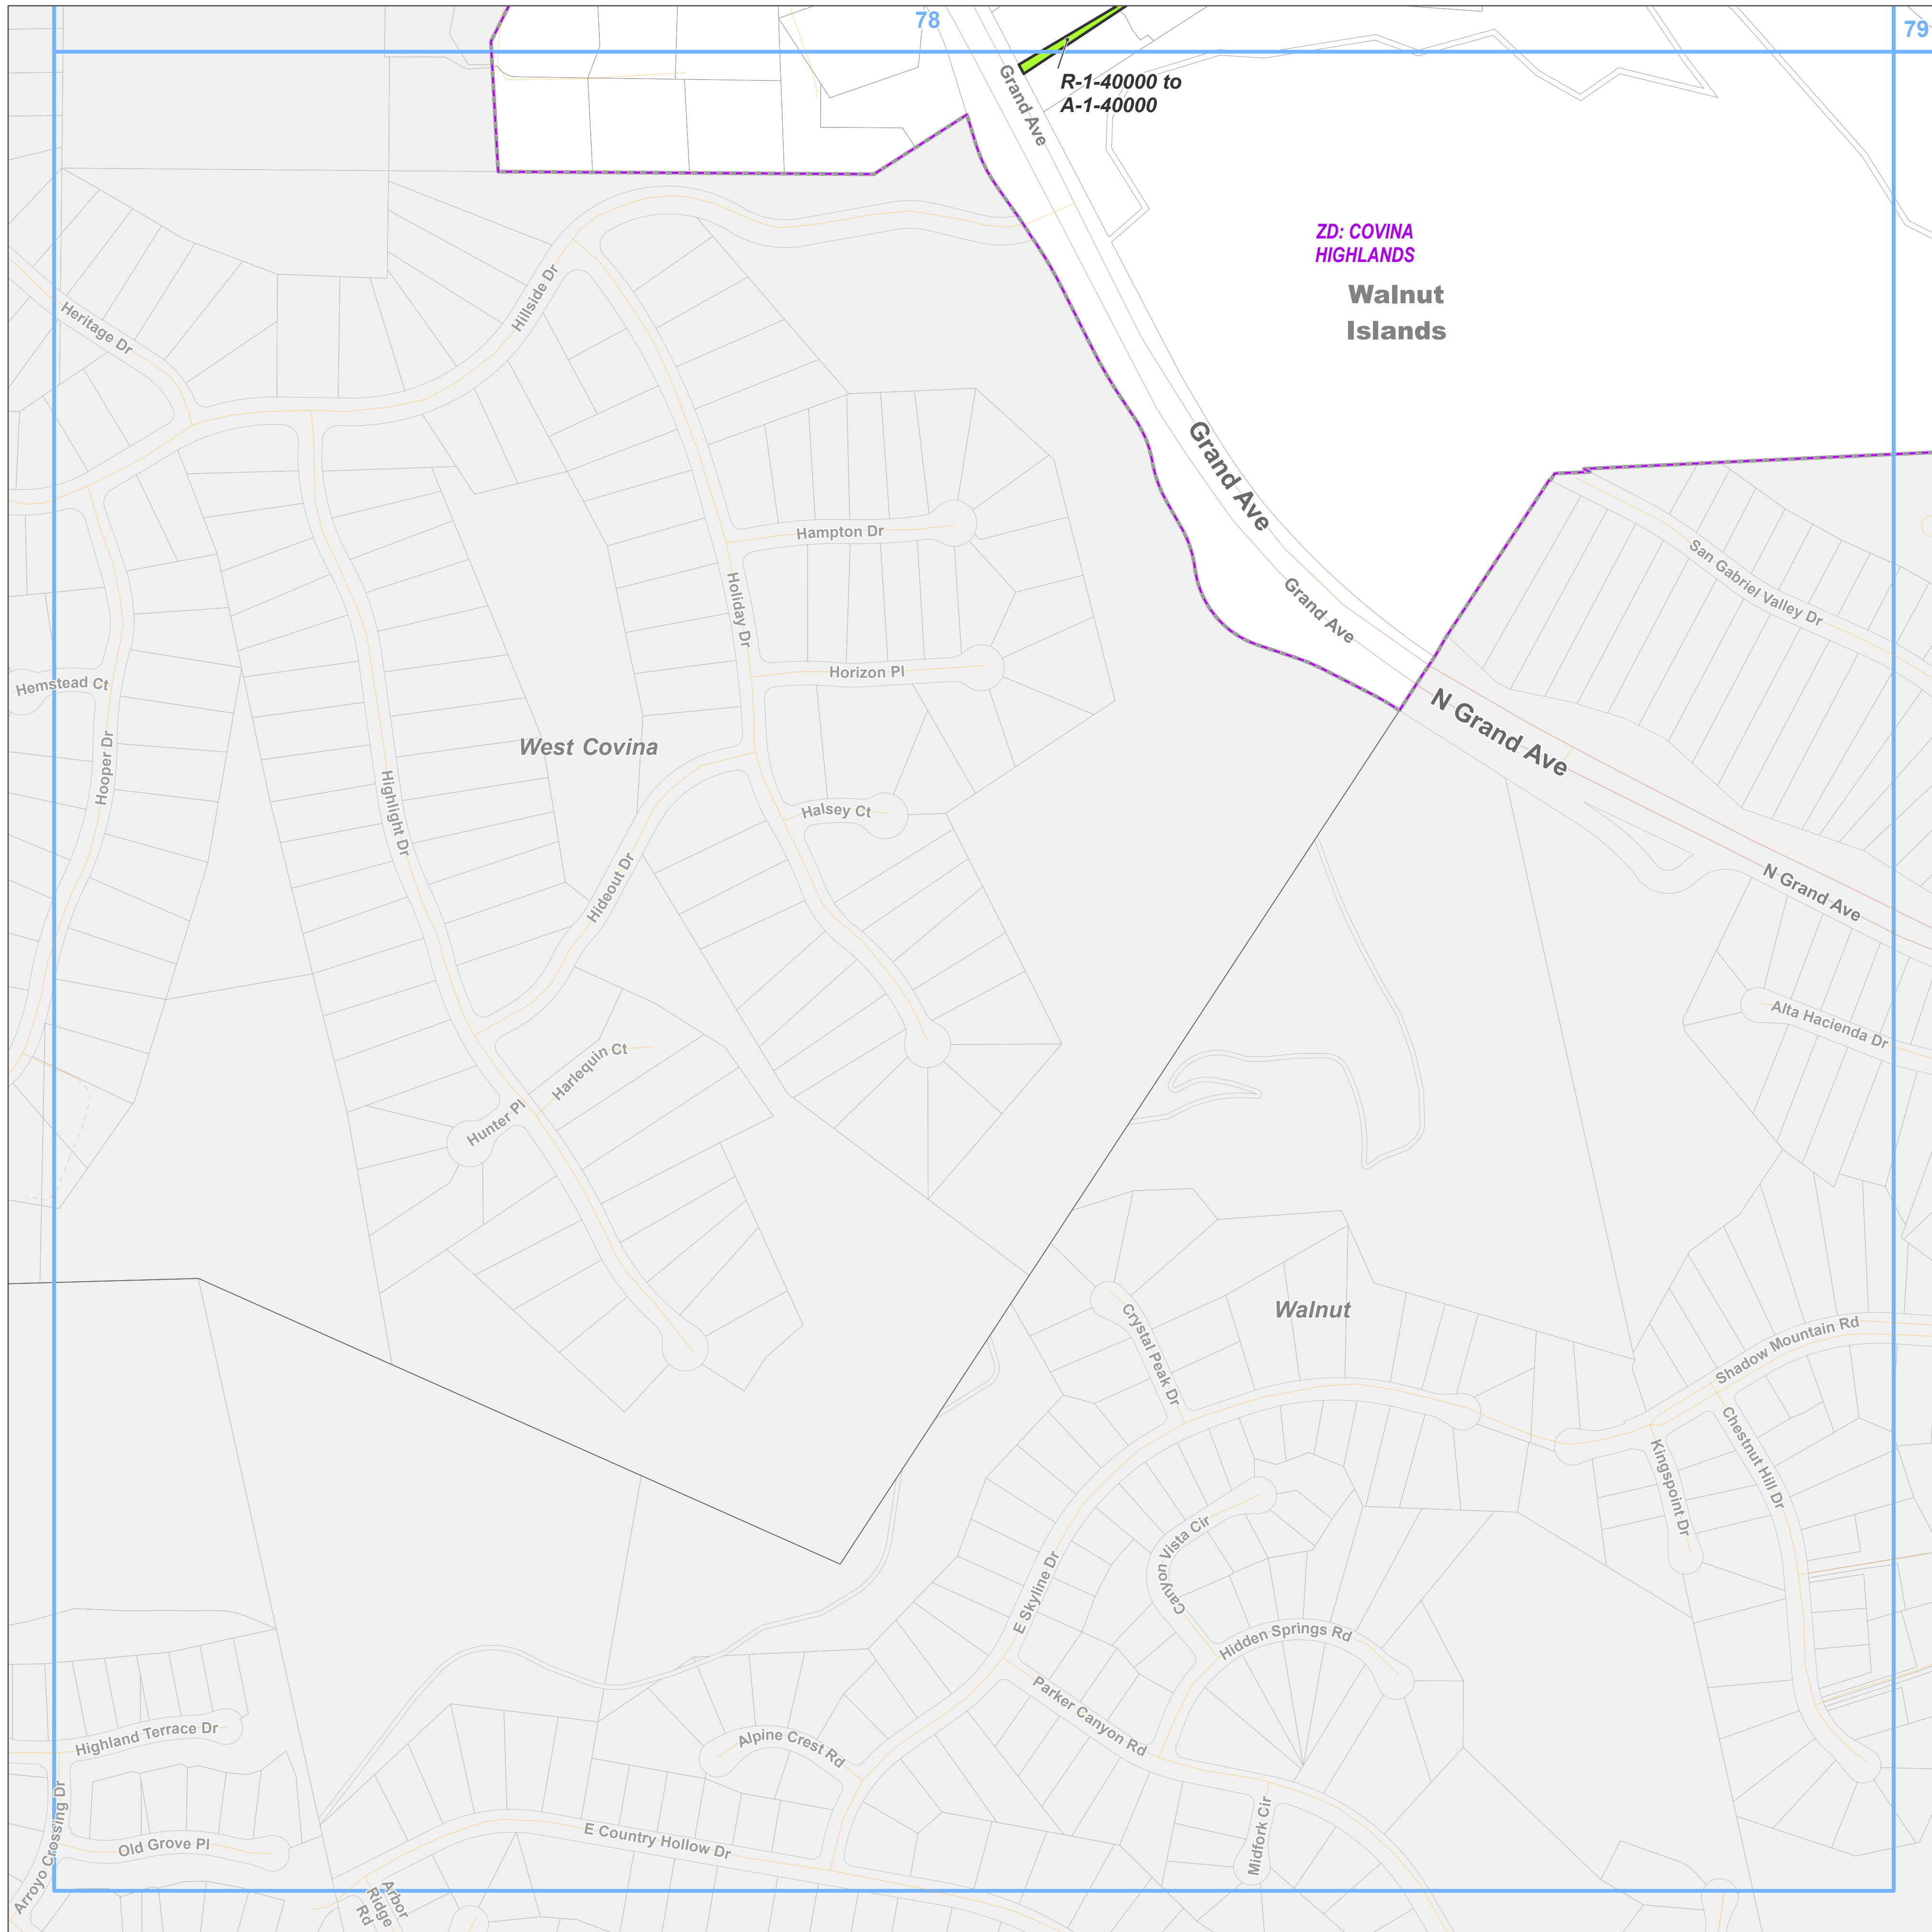 78
79
R-1-40000 to
A-1-40000
Grand Ave
ZD: COVINA
HIGHLANDS
Walnut
Islands
Hillside Dr
Heritage Dr
Grand Ave
Hampton Dr
San Gabriel Valley Dr
Holiday Dr
Grand Ave
Hemstead Ct
Horizon Pl
N Grand Ave
West Covina
Hooper Dr
Highlight Dr
Halsey Ct
Hideout Dr
N Grand Ave
Alta Hacienda Dr
Harlequin Ct
Hunter Pl
Walnut
Crystal Peak Dr
Shadow Mountain Rd
Chestnut Hill Dr
Kingspoint Dr
Canyon Vista Cir
E Skyline Dr
Hidden Springs Rd
Parker Canyon Rd
Highland Terrace Dr
Alpine Crest Rd
Arroyo Crossing Dr
Old Grove Pl
E Country Hollow Dr
Midfork Cir
Arbor
Ridge
Rd